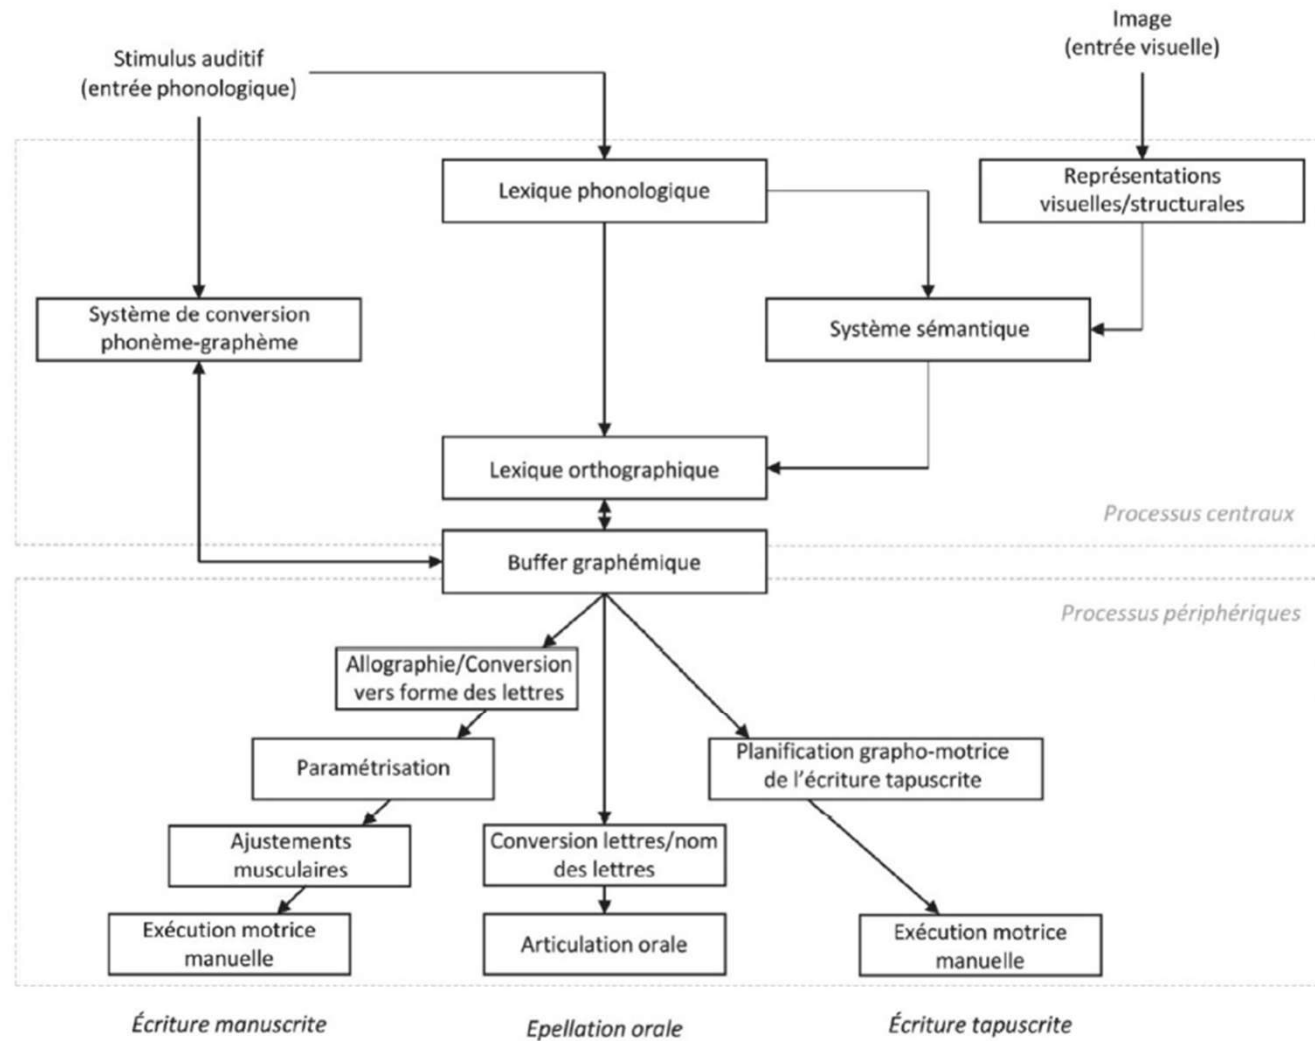 Image
(entrée visuelle)
Stimulus auditif
(entrée phonologique)
Lexique phonologique
Représentations
visuelles/structurales
Système de conversion
phonème-graphème
Système sémantique
Lexique orthographique
Processus centraux
Buffer graphémique
Processus périphériques
Allographie/Conversion
vers forme des lettres
Paramétrisation
Planification grapho-motrice
de l'écriture tapuscrite
Ajustements
musculaires
Conversion lettres/nom
des lettres
Exécution motrice
manuelle
Articulation orale
Exécution motrice
manuelle
Écriture manuscrite
Epellation orale
Écriture tapuscrite